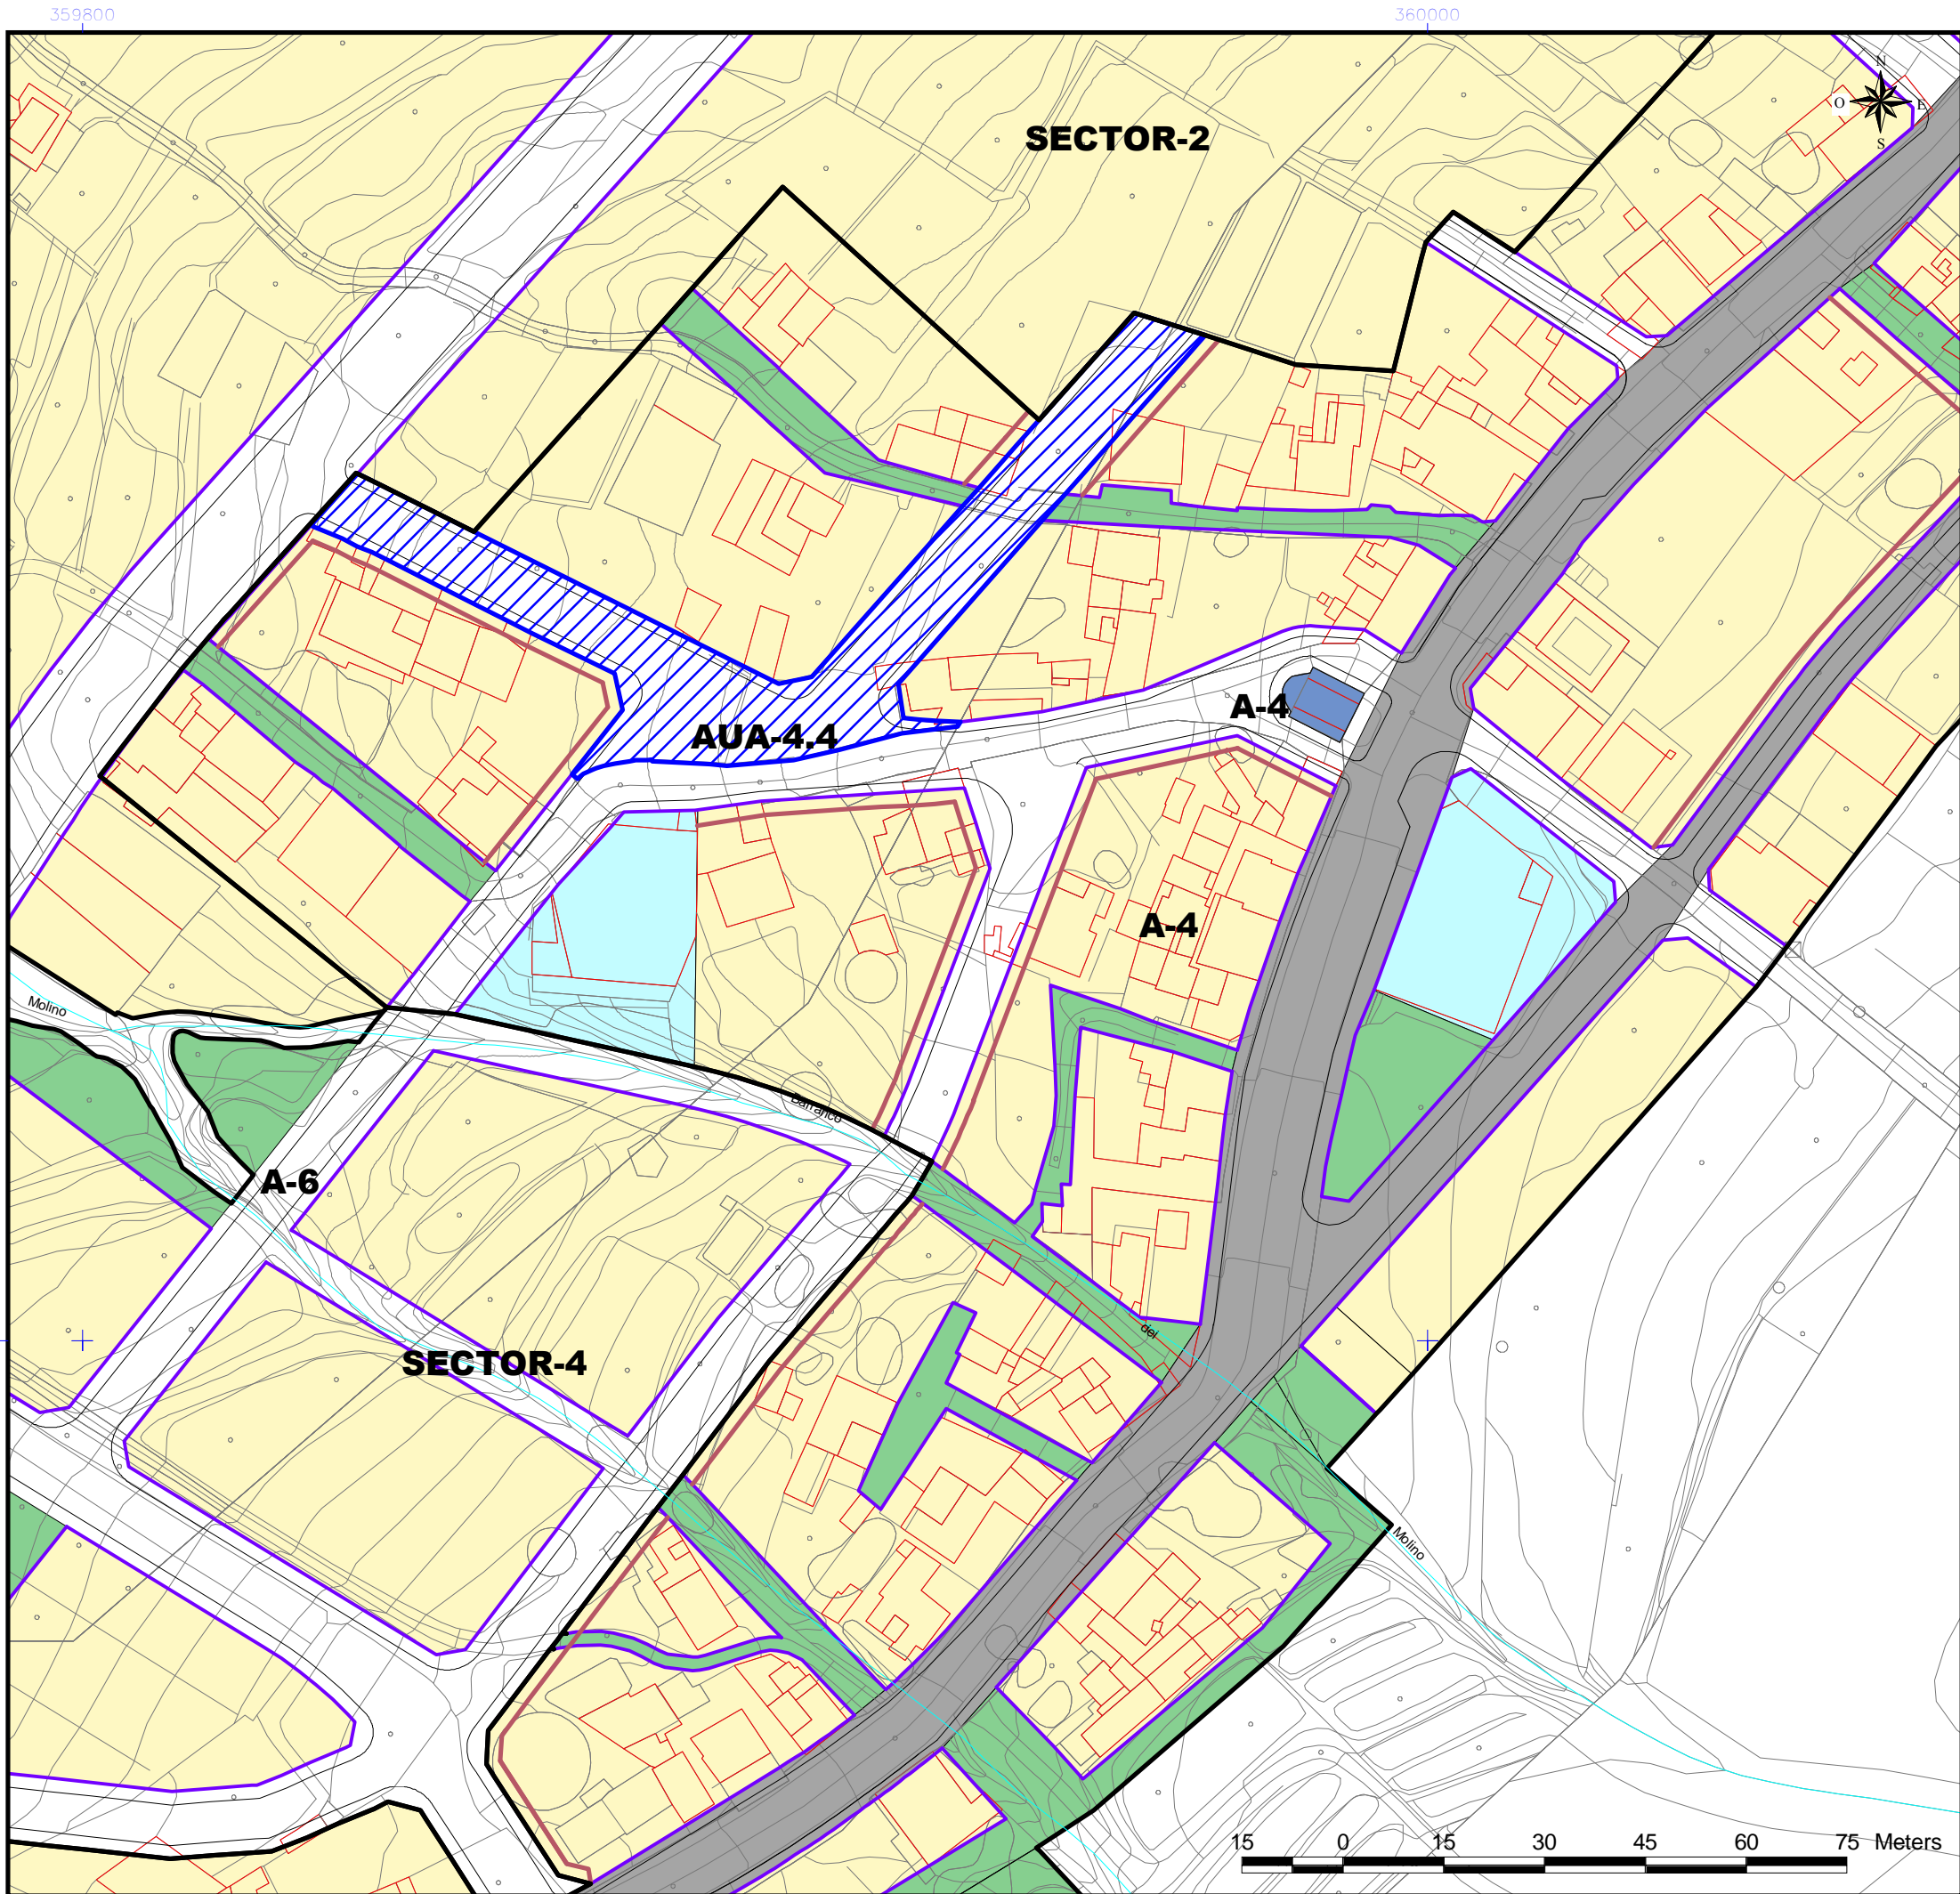 359800 360000
N
O E
S
SECTOR-2
A-4
AUA-4.4
A-4
Molino
Barranco
A-6
del
SECTOR-4
Molino
15 0 15 30 45 60 75 Meters